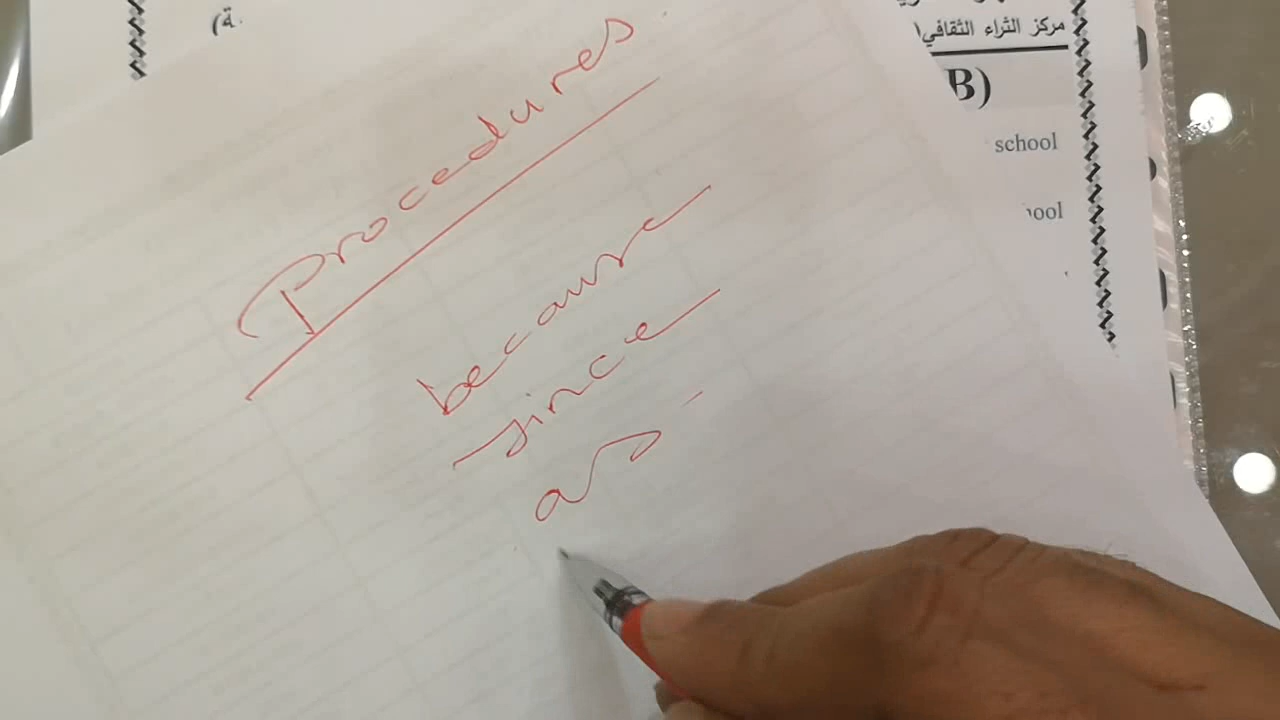 Procedures
because
since
as -
مركز الثراء الثقافي(
B)
school